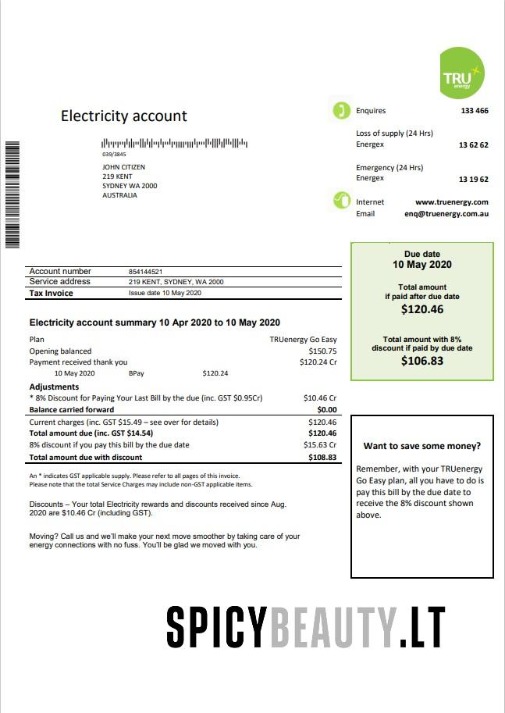 TRU
energy
Electricity account
Enquires 133 466
Loss of supply (24 Hrs)
Energex 13 62 62
Emergency (24 Hrs)
Energex 13 19 62
Internet www.truenergy.com
Email enq@truenergy.com.au
030/3845
JOHN CITIZEN
219 KENT
SYDNEY WA 2000
AUSTRALIA
Account number 854144521
Service address 219 KENT, SYDNEY, WA 2000
Tax Invoice Issue date 10 May 2020
Due date
10 May 2020
Total amount
if paid after due date
$120.46
Total amount with 8%
discount if paid by due date
$106.83
Electricity account summary 10 Apr 2020 to 10 May 2020
Plan TRUenergy Go Easy
Opening balanced $150.75
Payment received thank you $120.24 Cr
10 May 2020 BPay $120.24
Adjustments
* 8% Discount for Paying Your Last Bill by the due (inc. GST $0.95Cr) $10.46 Cr
Balance carried forward $0.00
Current charges (inc. GST $15.49 – see over for details) $120.46
Total amount due (inc. GST $14.54) $120.46
8% discount if you pay this bill by the due date $15.63 Cr
Total amount due with discount $108.83
An * indicates GST applicable supply. Please refer to all pages of this invoice.
Please note that the total Service Charges may include non-GST applicable items.
Discounts – Your total Electricity rewards and discounts received since Aug.
2020 are $10.46 Cr (including GST).
Moving? Call us and we'll make your next move smoother by taking care of your
energy connections with no fuss. You'll be glad we moved with you.
Want to save some money?
Remember, with your TRUenergy
Go Easy plan, all you have to do is
pay this bill by the due date to
receive the 8% discount shown
above.
SPICYBEAUTY.LT